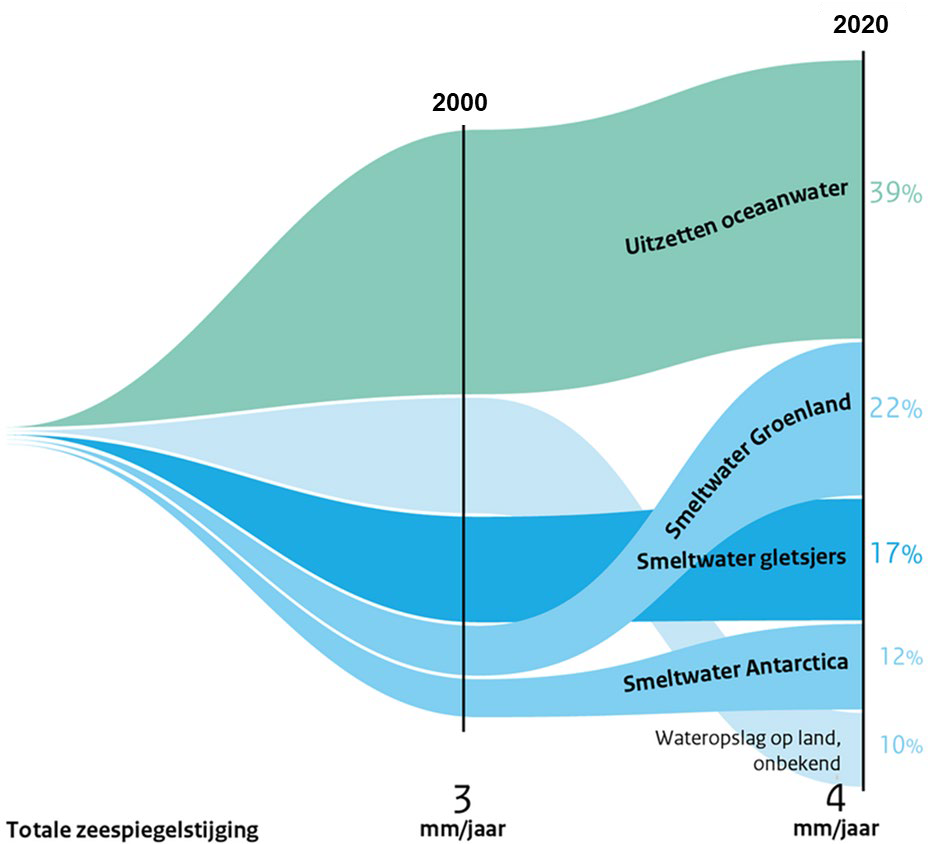 2020
2000
39%
Uitzetten oceaanwater
22%
Smeltwater Groenland
17%
Smeltwater gletsjers
12%
Smeltwater Antarctica
10%
Wateropslag op land,
onbekend
3
4
Totale zeespiegelstijging
mm/jaar
mm/jaar